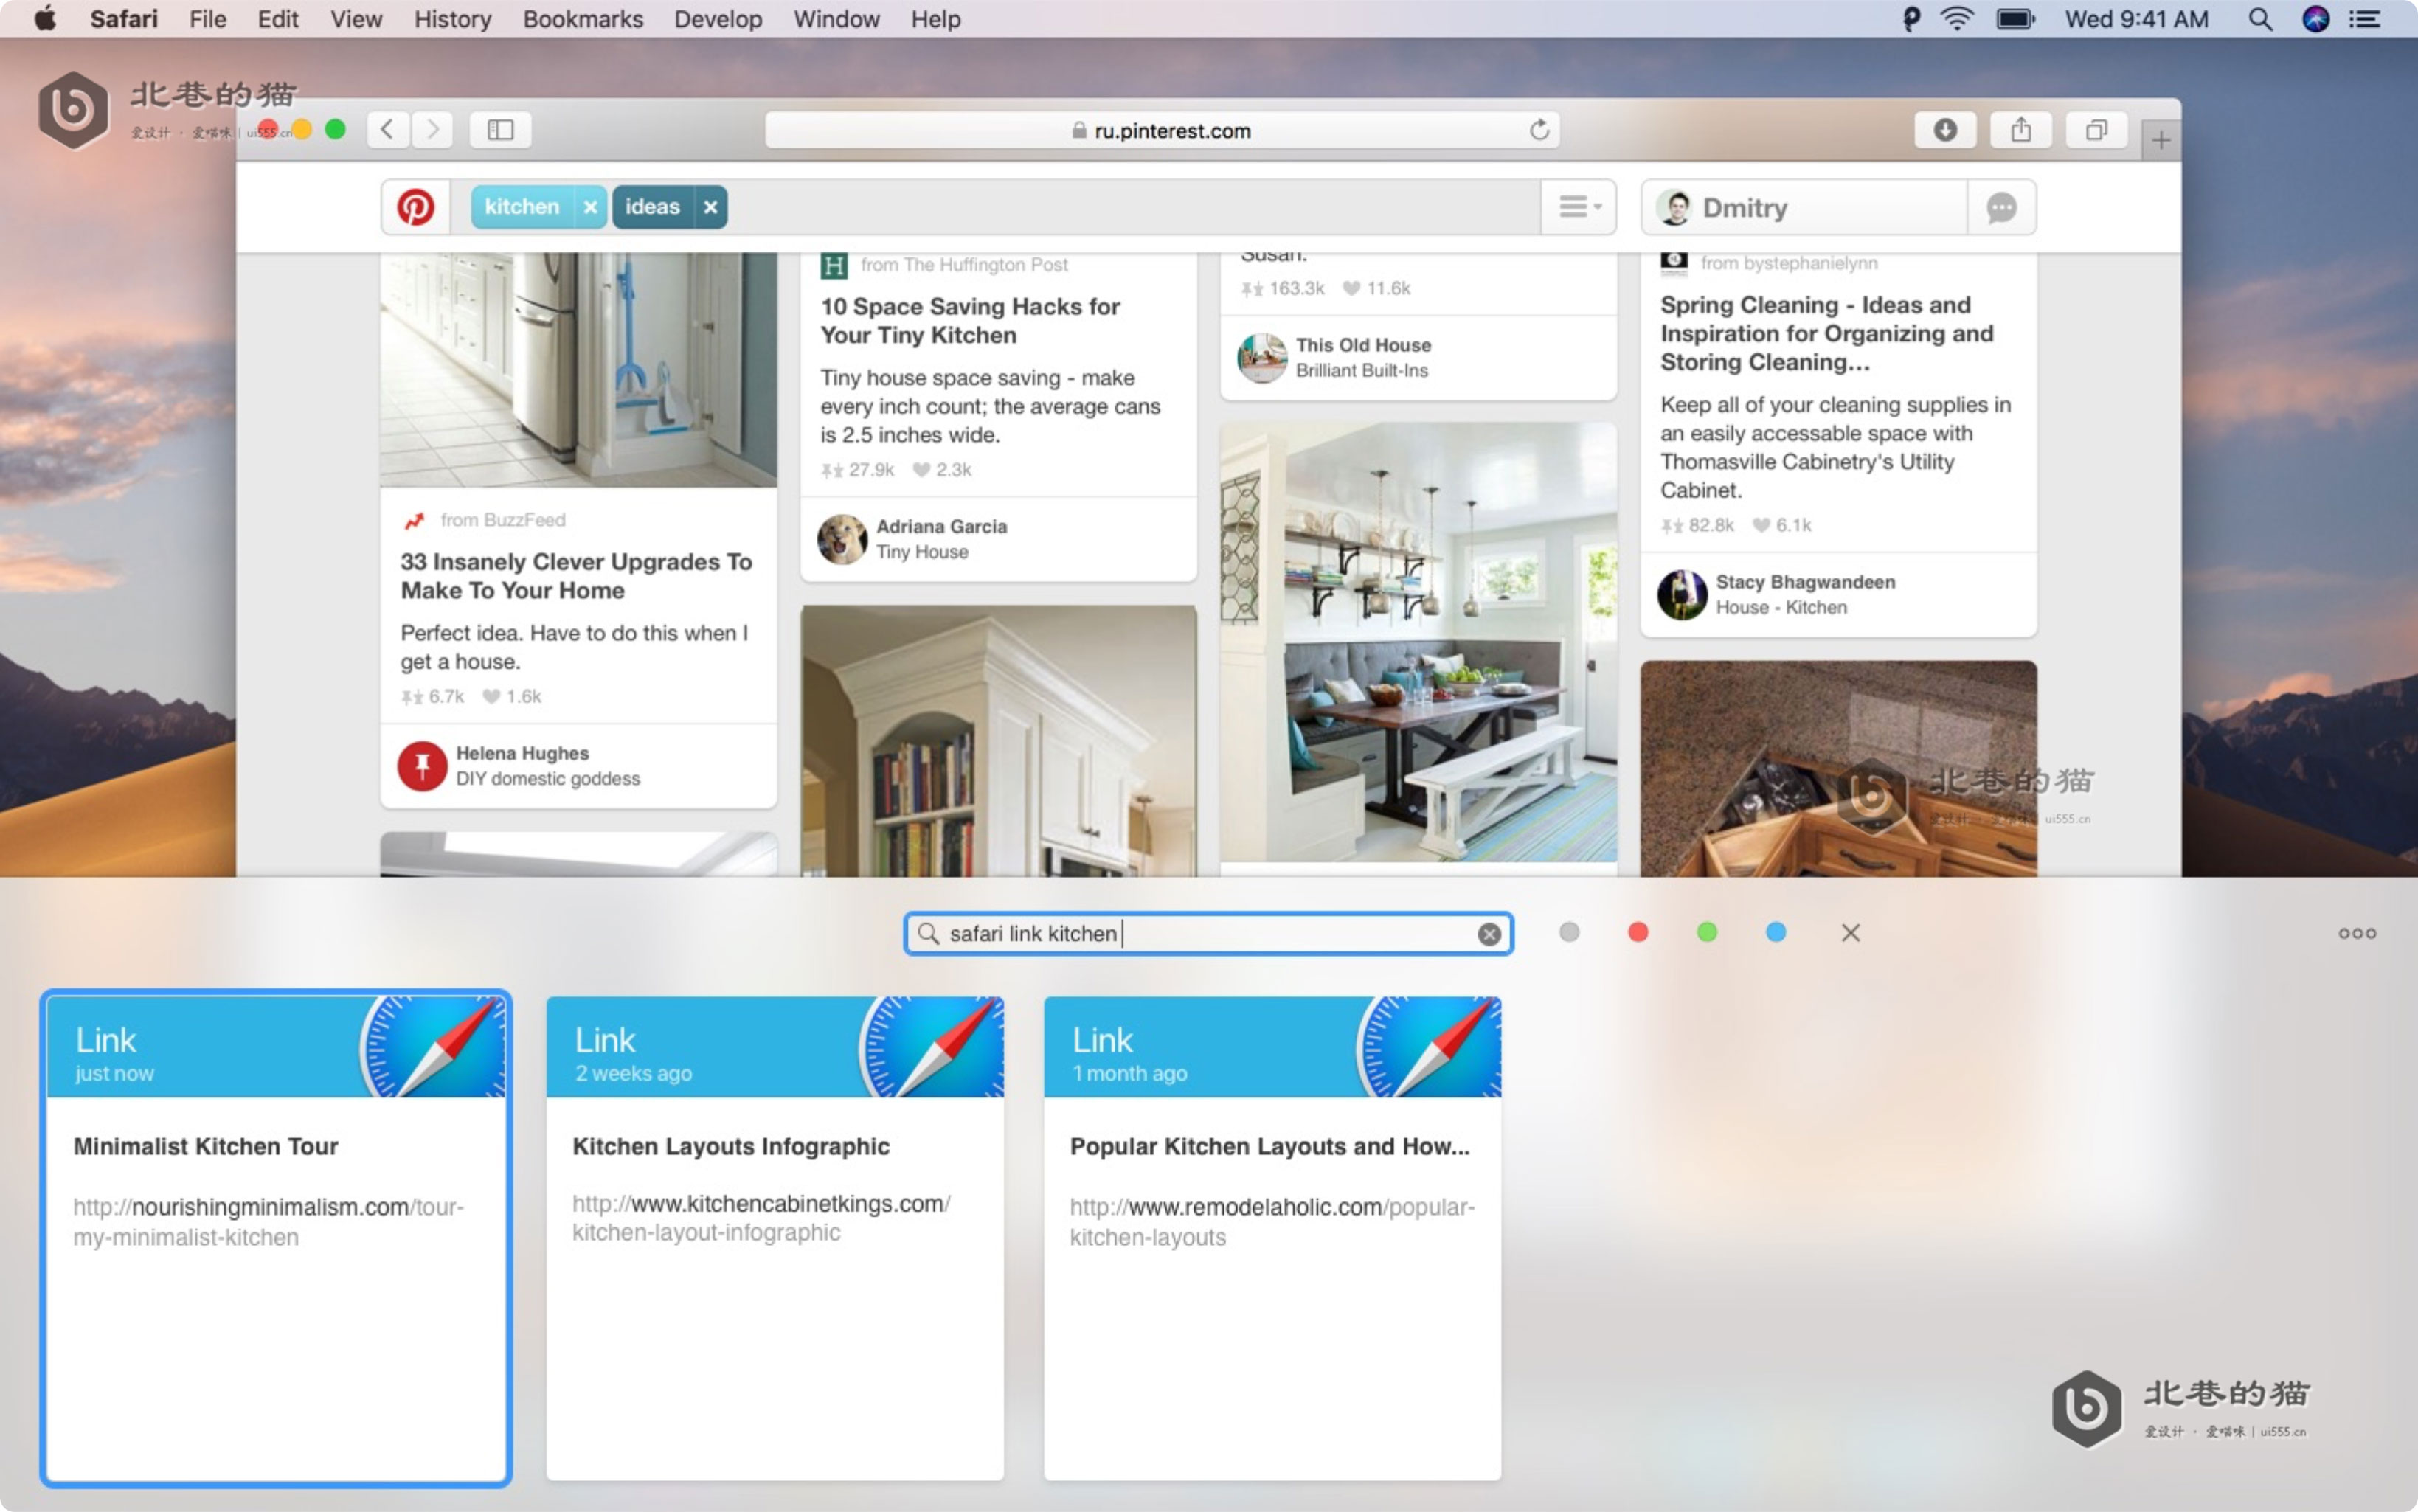 Safari File Edit View History Bookmarks Develop Window Help
Wed 9:41 AM
北巷的猫
爱设计 · 爱喵咪 | ui555.cn
ru.pinterest.com
kitchen
ideas
Dmitry
from BuzzFeed
33 Insanely Clever Upgrades To
Make To Your Home
Perfect idea. Have to do this when I
get a house.
6.7k 1.6k
Helena Hughes
DIY domestic goddess
from The Huffington Post
10 Space Saving Hacks for
Your Tiny Kitchen
Tiny house space saving - make
every inch count; the average cans
is 2.5 inches wide.
27.9k 2.3k
Adriana Garcia
Tiny House
Susan.
163.3k 11.6k
This Old House
Brilliant Built-Ins
from bystephanielynn
Spring Cleaning - Ideas and
Inspiration for Organizing and
Storing Cleaning...
Keep all of your cleaning supplies in
an easily accessable space with
Thomasville Cabinetry's Utility
Cabinet.
82.8k 6.1k
Stacy Bhagwandeen
House - Kitchen
北巷的猫
爱设计 · 爱喵咪 | ui555.cn
safari link kitchen
Link
just now
Minimalist Kitchen Tour
http://nourishingminimalism.com/tour-
my-minimalist-kitchen
Link
2 weeks ago
Kitchen Layouts Infographic
http://www.kitchencabinetkings.com/
kitchen-layout-infographic
Link
1 month ago
Popular Kitchen Layouts and How...
http://www.remodelaholic.com/popular-
kitchen-layouts
北巷的猫
爱设计 · 爱喵咪 | ui555.cn